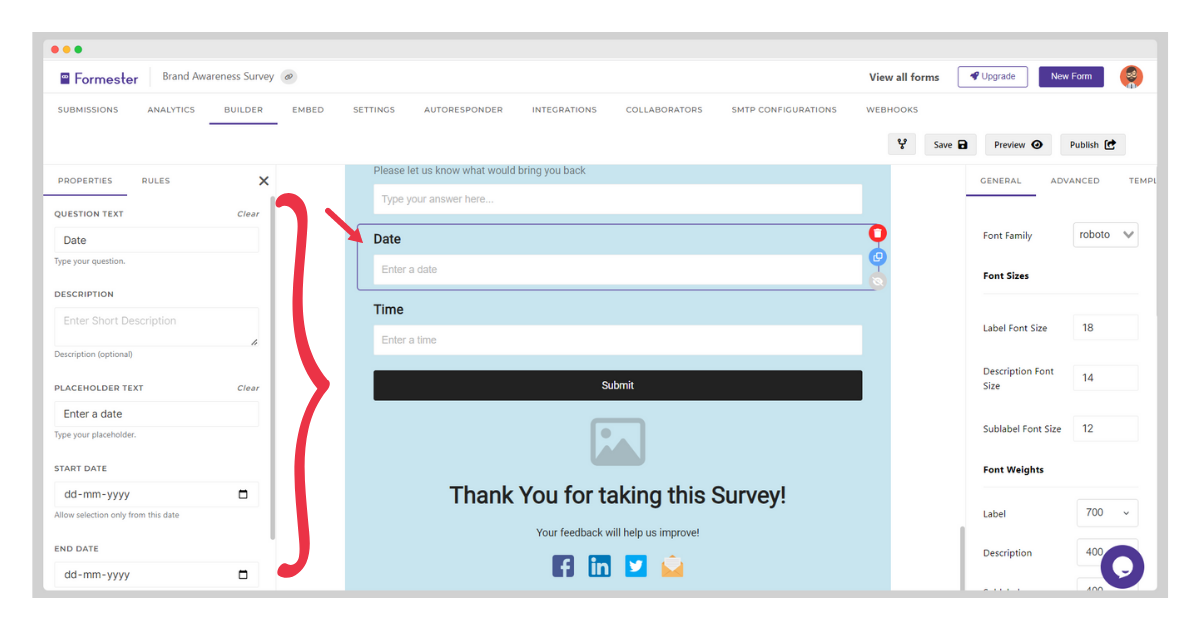 Formester
Brand Awareness Survey
View all forms
Upgrade
New Form
SUBMISSIONS
ANALYTICS
BUILDER
EMBED
SETTINGS
AUTORESPONDER
INTEGRATIONS
COLLABORATORS
SMTP CONFIGURATIONS
WEBHOOKS
Save
Preview
Publish
PROPERTIES
RULES
QUESTION TEXT
Clear
Date
Type your question.
DESCRIPTION
Enter Short Description
Description (optional)
PLACEHOLDER TEXT
Clear
Enter a date
Type your placeholder.
START DATE
dd-mm-yyyy
Allow selection only from this date
END DATE
dd-mm-yyyy
Please let us know what would bring you back
Type your answer here...
Date
Enter a date
Time
Enter a time
Submit
Thank You for taking this Survey!
Your feedback will help us improve!
GENERAL
ADVANCED
TEMPL
Font Family
roboto
Font Sizes
Label Font Size
18
Description Font
Size
14
Sublabel Font Size
12
Font Weights
Label
700
Description
400